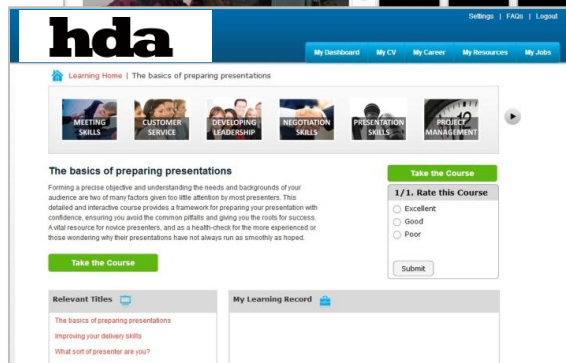 Settings | FAQs | Logout
hda
My Dashboard My CV My Career My Resources My Jobs
Learning Home | The basics of preparing presentations
MEETING SKILLS
CUSTOMER SERVICE
DEVELOPING LEADERSHIP
NEGOTIATION SKILLS
PRESENTATION SKILLS
PROJECT MANAGEMENT
The basics of preparing presentations
Forming a precise objective and understanding the needs and backgrounds of your
audience are two of many factors given too little attention by most presenters. This
detailed and interactive course provides a framework for preparing your presentation with
confidence, ensuring you avoid the common pitfalls and giving you the roots for success.
A vital resource for novice presenters, and as a health-check for the more experienced or
those wondering why their presentations have not always run as smoothly as hoped.
Take the Course
Take the Course
1/1. Rate this Course
Excellent
Good
Poor
Submit
Relevant Titles
The basics of preparing presentations
Improving your delivery skills
What sort of presenter are you?
My Learning Record